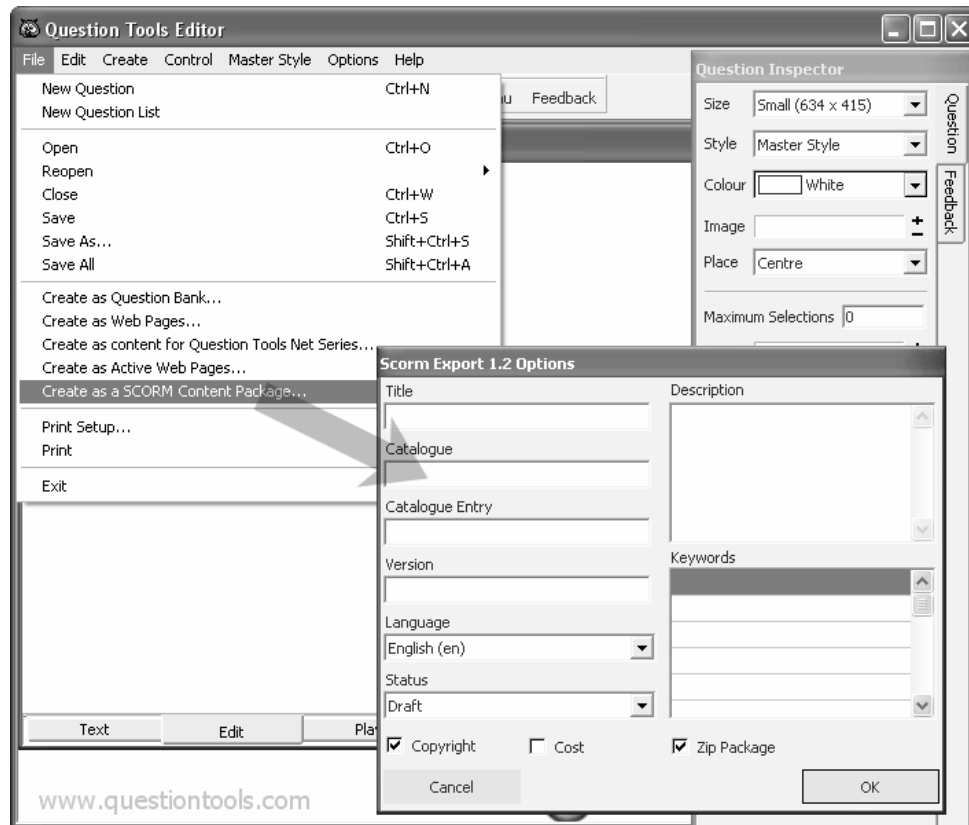 Question Tools Editor
File Edit Create Control Master Style Options Help
New Question Ctrl+N
New Question List
Open Ctrl+O
Reopen
Close Ctrl+W
Save Ctrl+S
Save As... Shift+Ctrl+S
Save All Shift+Ctrl+A
Create as Question Bank...
Create as Web Pages...
Create as content for Question Tools Net Series...
Create as Active Web Pages...
Create as a SCORM Content Package...
Print Setup...
Print
Exit
Feedback
Question Inspector
Size Small (634 x 415)
Style Master Style
Colour White
Image
Place Centre
Maximum Selections 0
Question
Feedback
Scorm Export 1.2 Options
Title
Catalogue
Catalogue Entry
Version
Language
English (en)
Status
Draft
Description
Keywords
Copyright Cost Zip Package
Cancel OK
Text Edit
www.questiontools.com